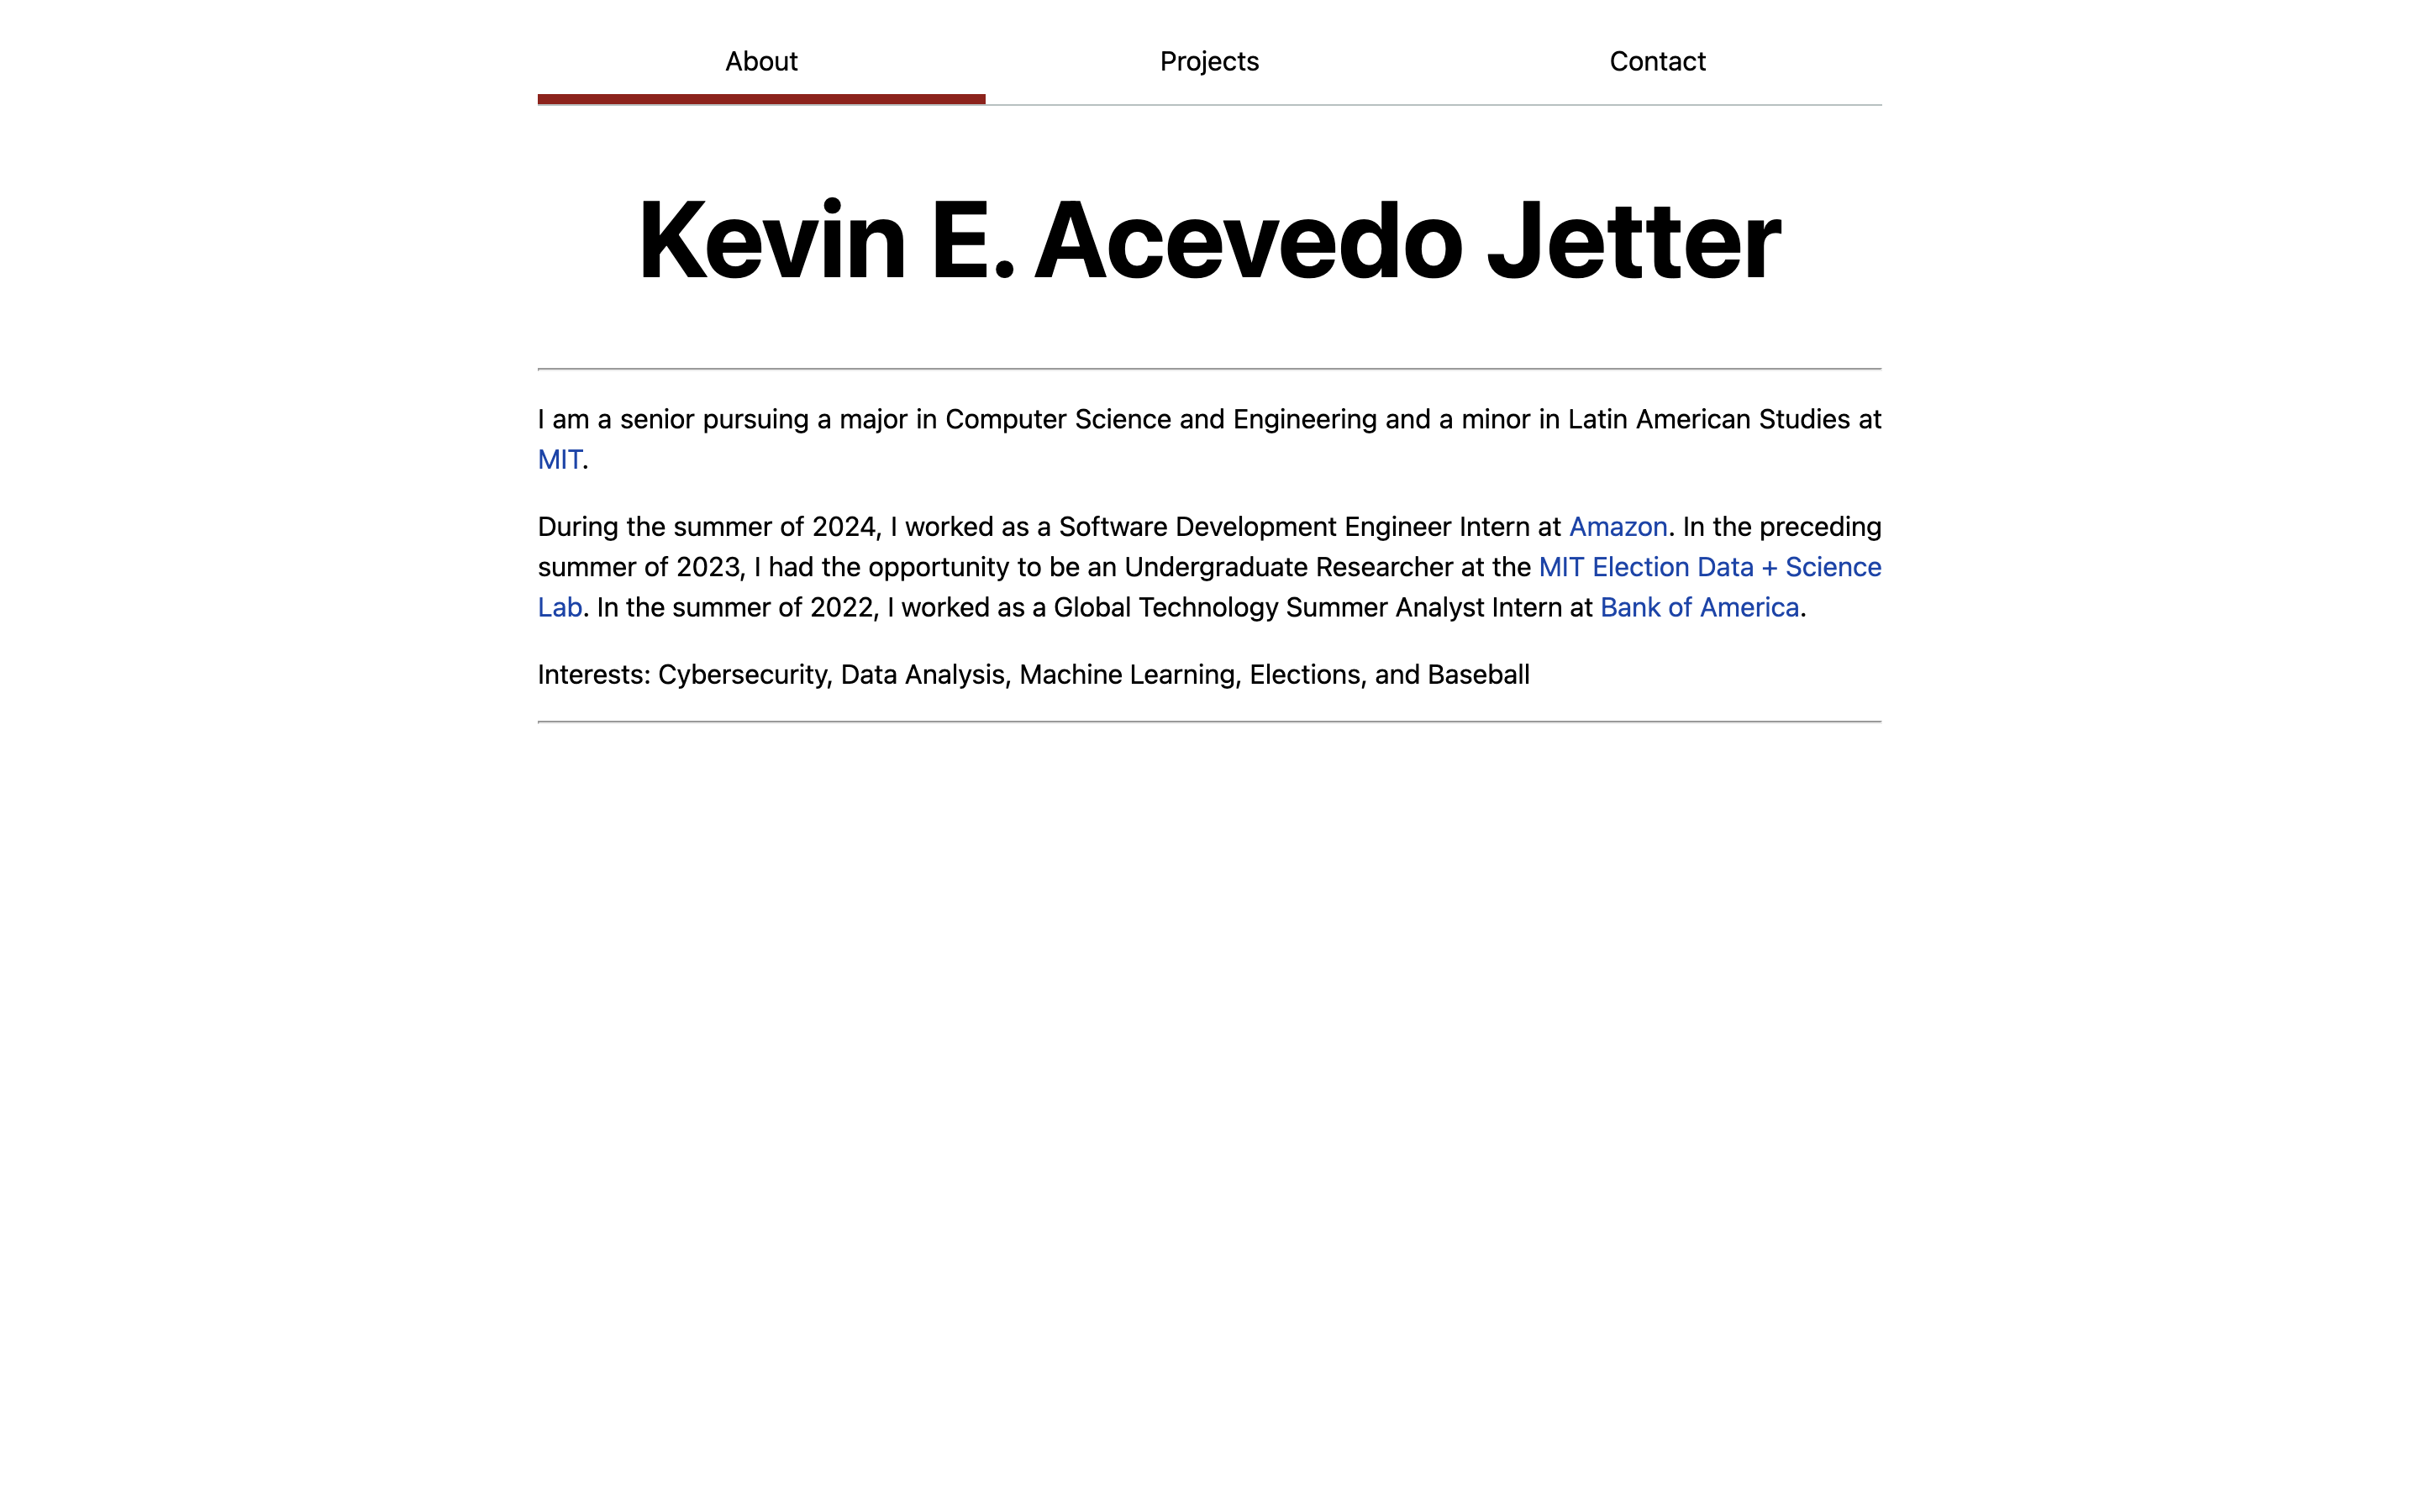 About
Projects
Contact
Kevin E. Acevedo Jetter
I am a senior pursuing a major in Computer Science and Engineering and a minor in Latin American Studies at
MIT.
During the summer of 2024, I worked as a Software Development Engineer Intern at Amazon. In the preceding
summer of 2023, I had the opportunity to be an Undergraduate Researcher at the MIT Election Data + Science
Lab. In the summer of 2022, I worked as a Global Technology Summer Analyst Intern at Bank of America.
Interests: Cybersecurity, Data Analysis, Machine Learning, Elections, and Baseball